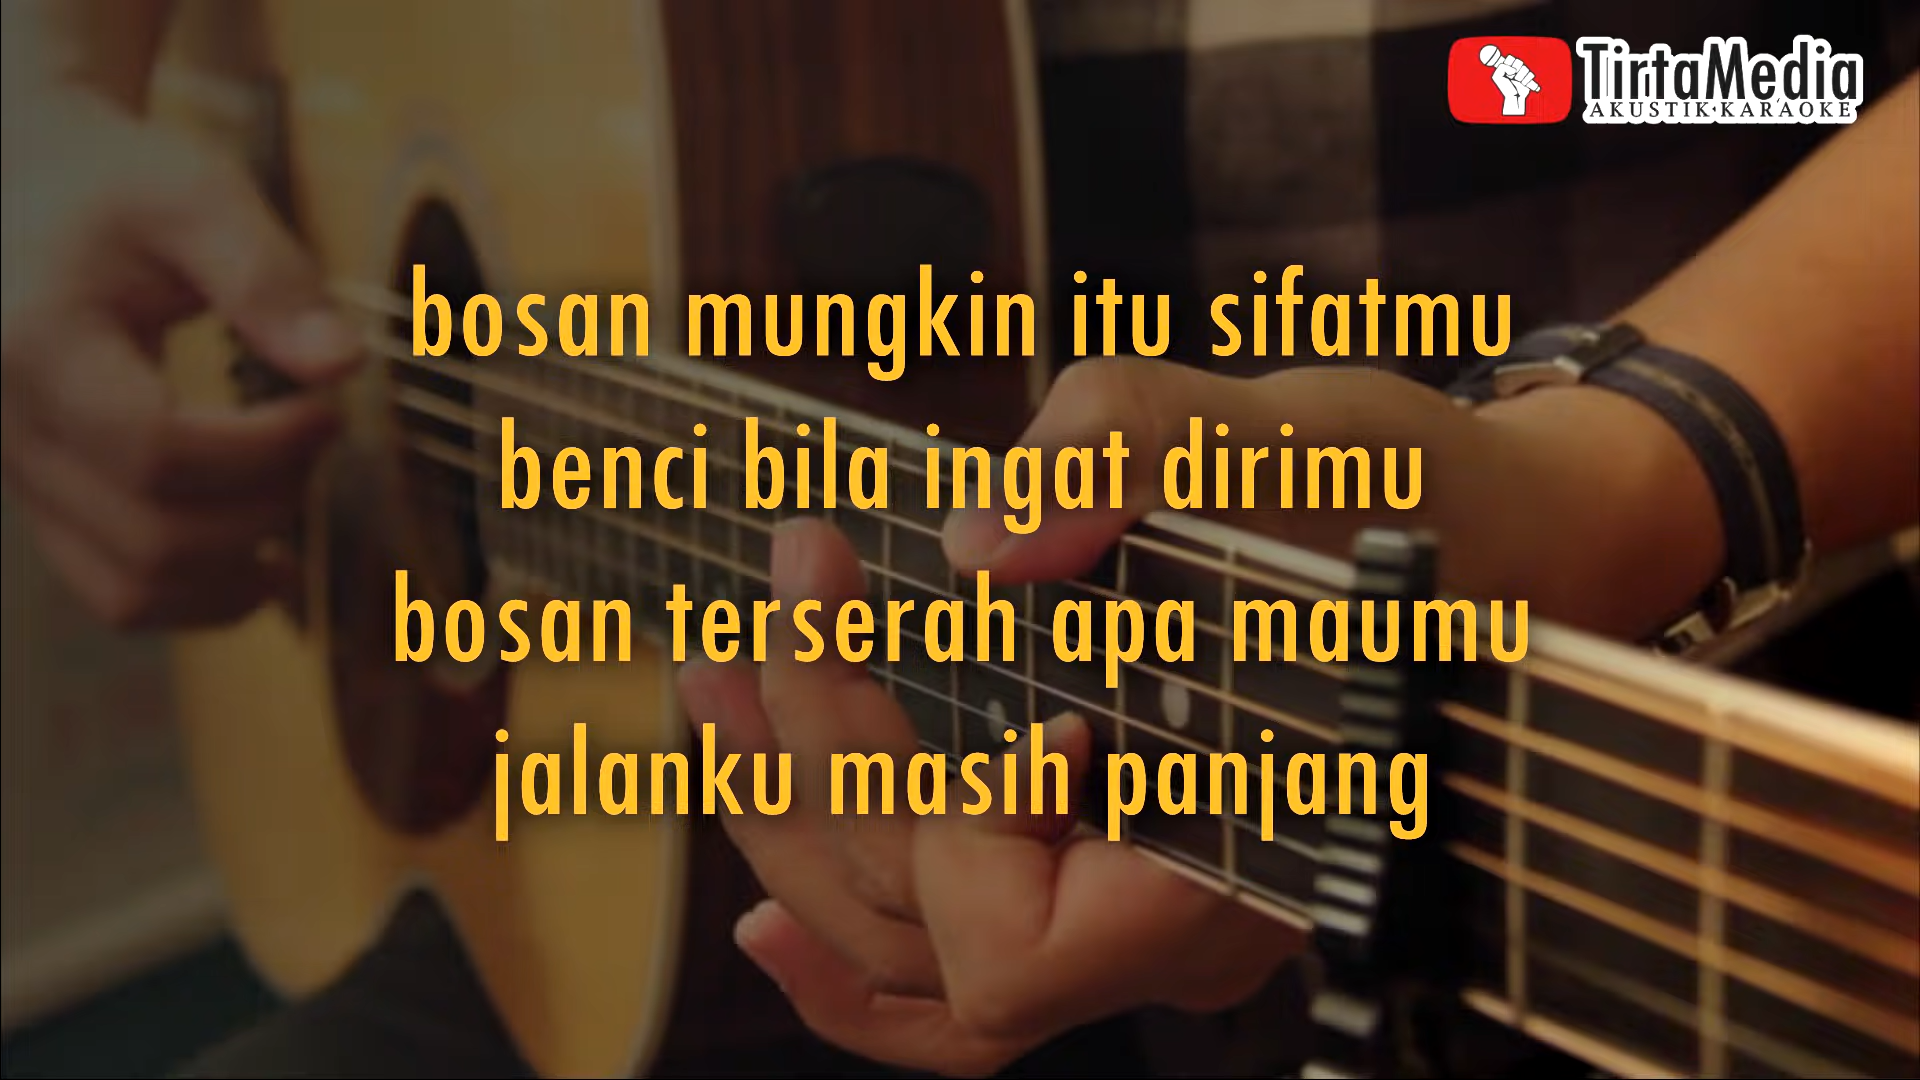 TirtaMedia
AKUSTIK KARAOKE
bosan mungkin itu sifatmu
benci bila ingat dirimu
bosan terserah apa maumu
jalanku masih panjang